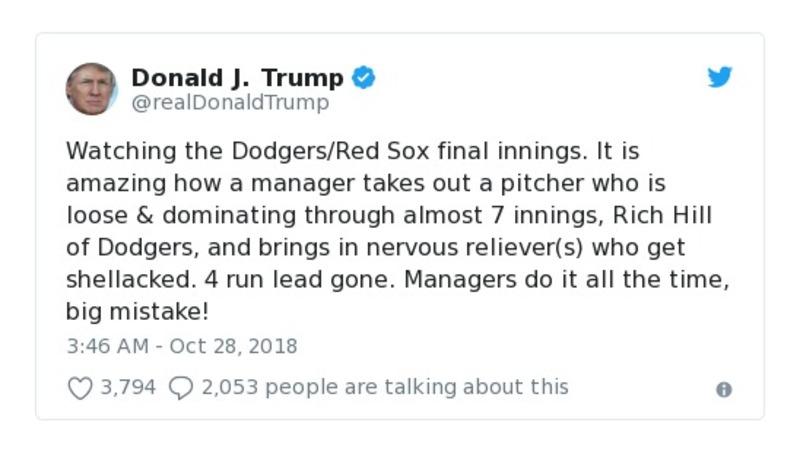 Donald J. Trump
@realDonaldTrump
Watching the Dodgers/Red Sox final innings. It is
amazing how a manager takes out a pitcher who is
loose & dominating through almost 7 innings, Rich Hill
of Dodgers, and brings in nervous reliever(s) who get
shellacked. 4 run lead gone. Managers do it all the time,
big mistake!
3:46 AM - Oct 28, 2018
3,794 2,053 people are talking about this